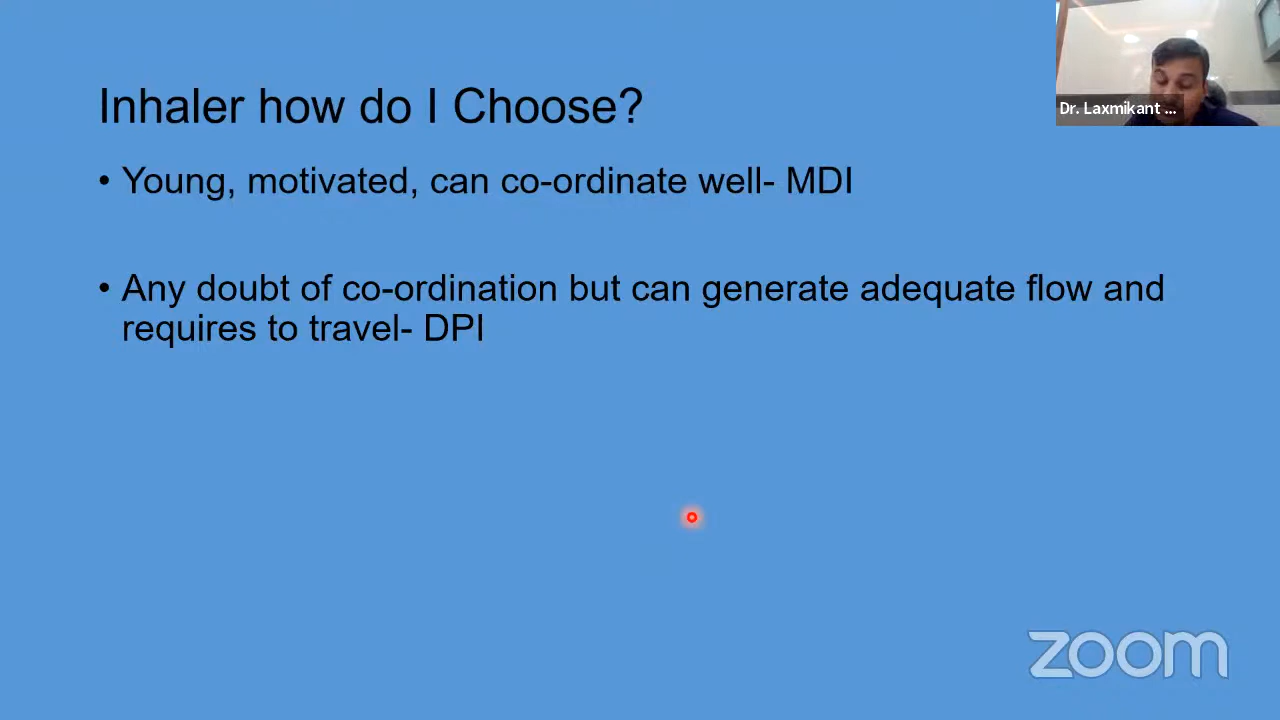 Inhaler how do I Choose?
• Young, motivated, can co-ordinate well- MDI
• Any doubt of co-ordination but can generate adequate flow and
requires to travel- DPI
Dr. Laxmikant ...
zoom